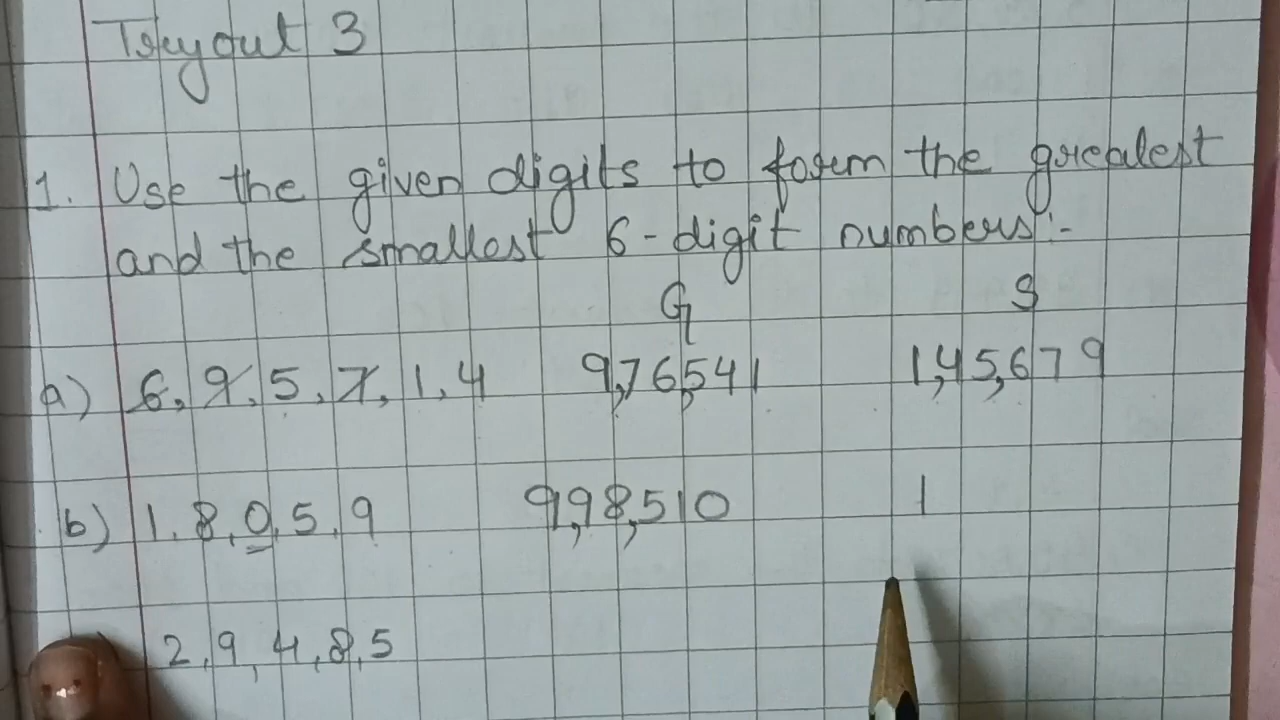 Tryout 3
1. Use the given digits to form the greatest
and the smallest 6-digit numbers:-
G S
a) 6, 9, 5, 7, 1, 4 9,76,541 1,45,679
b) 1, 8, 0, 5, 9 9,98,510 1
2, 9, 4, 8, 5